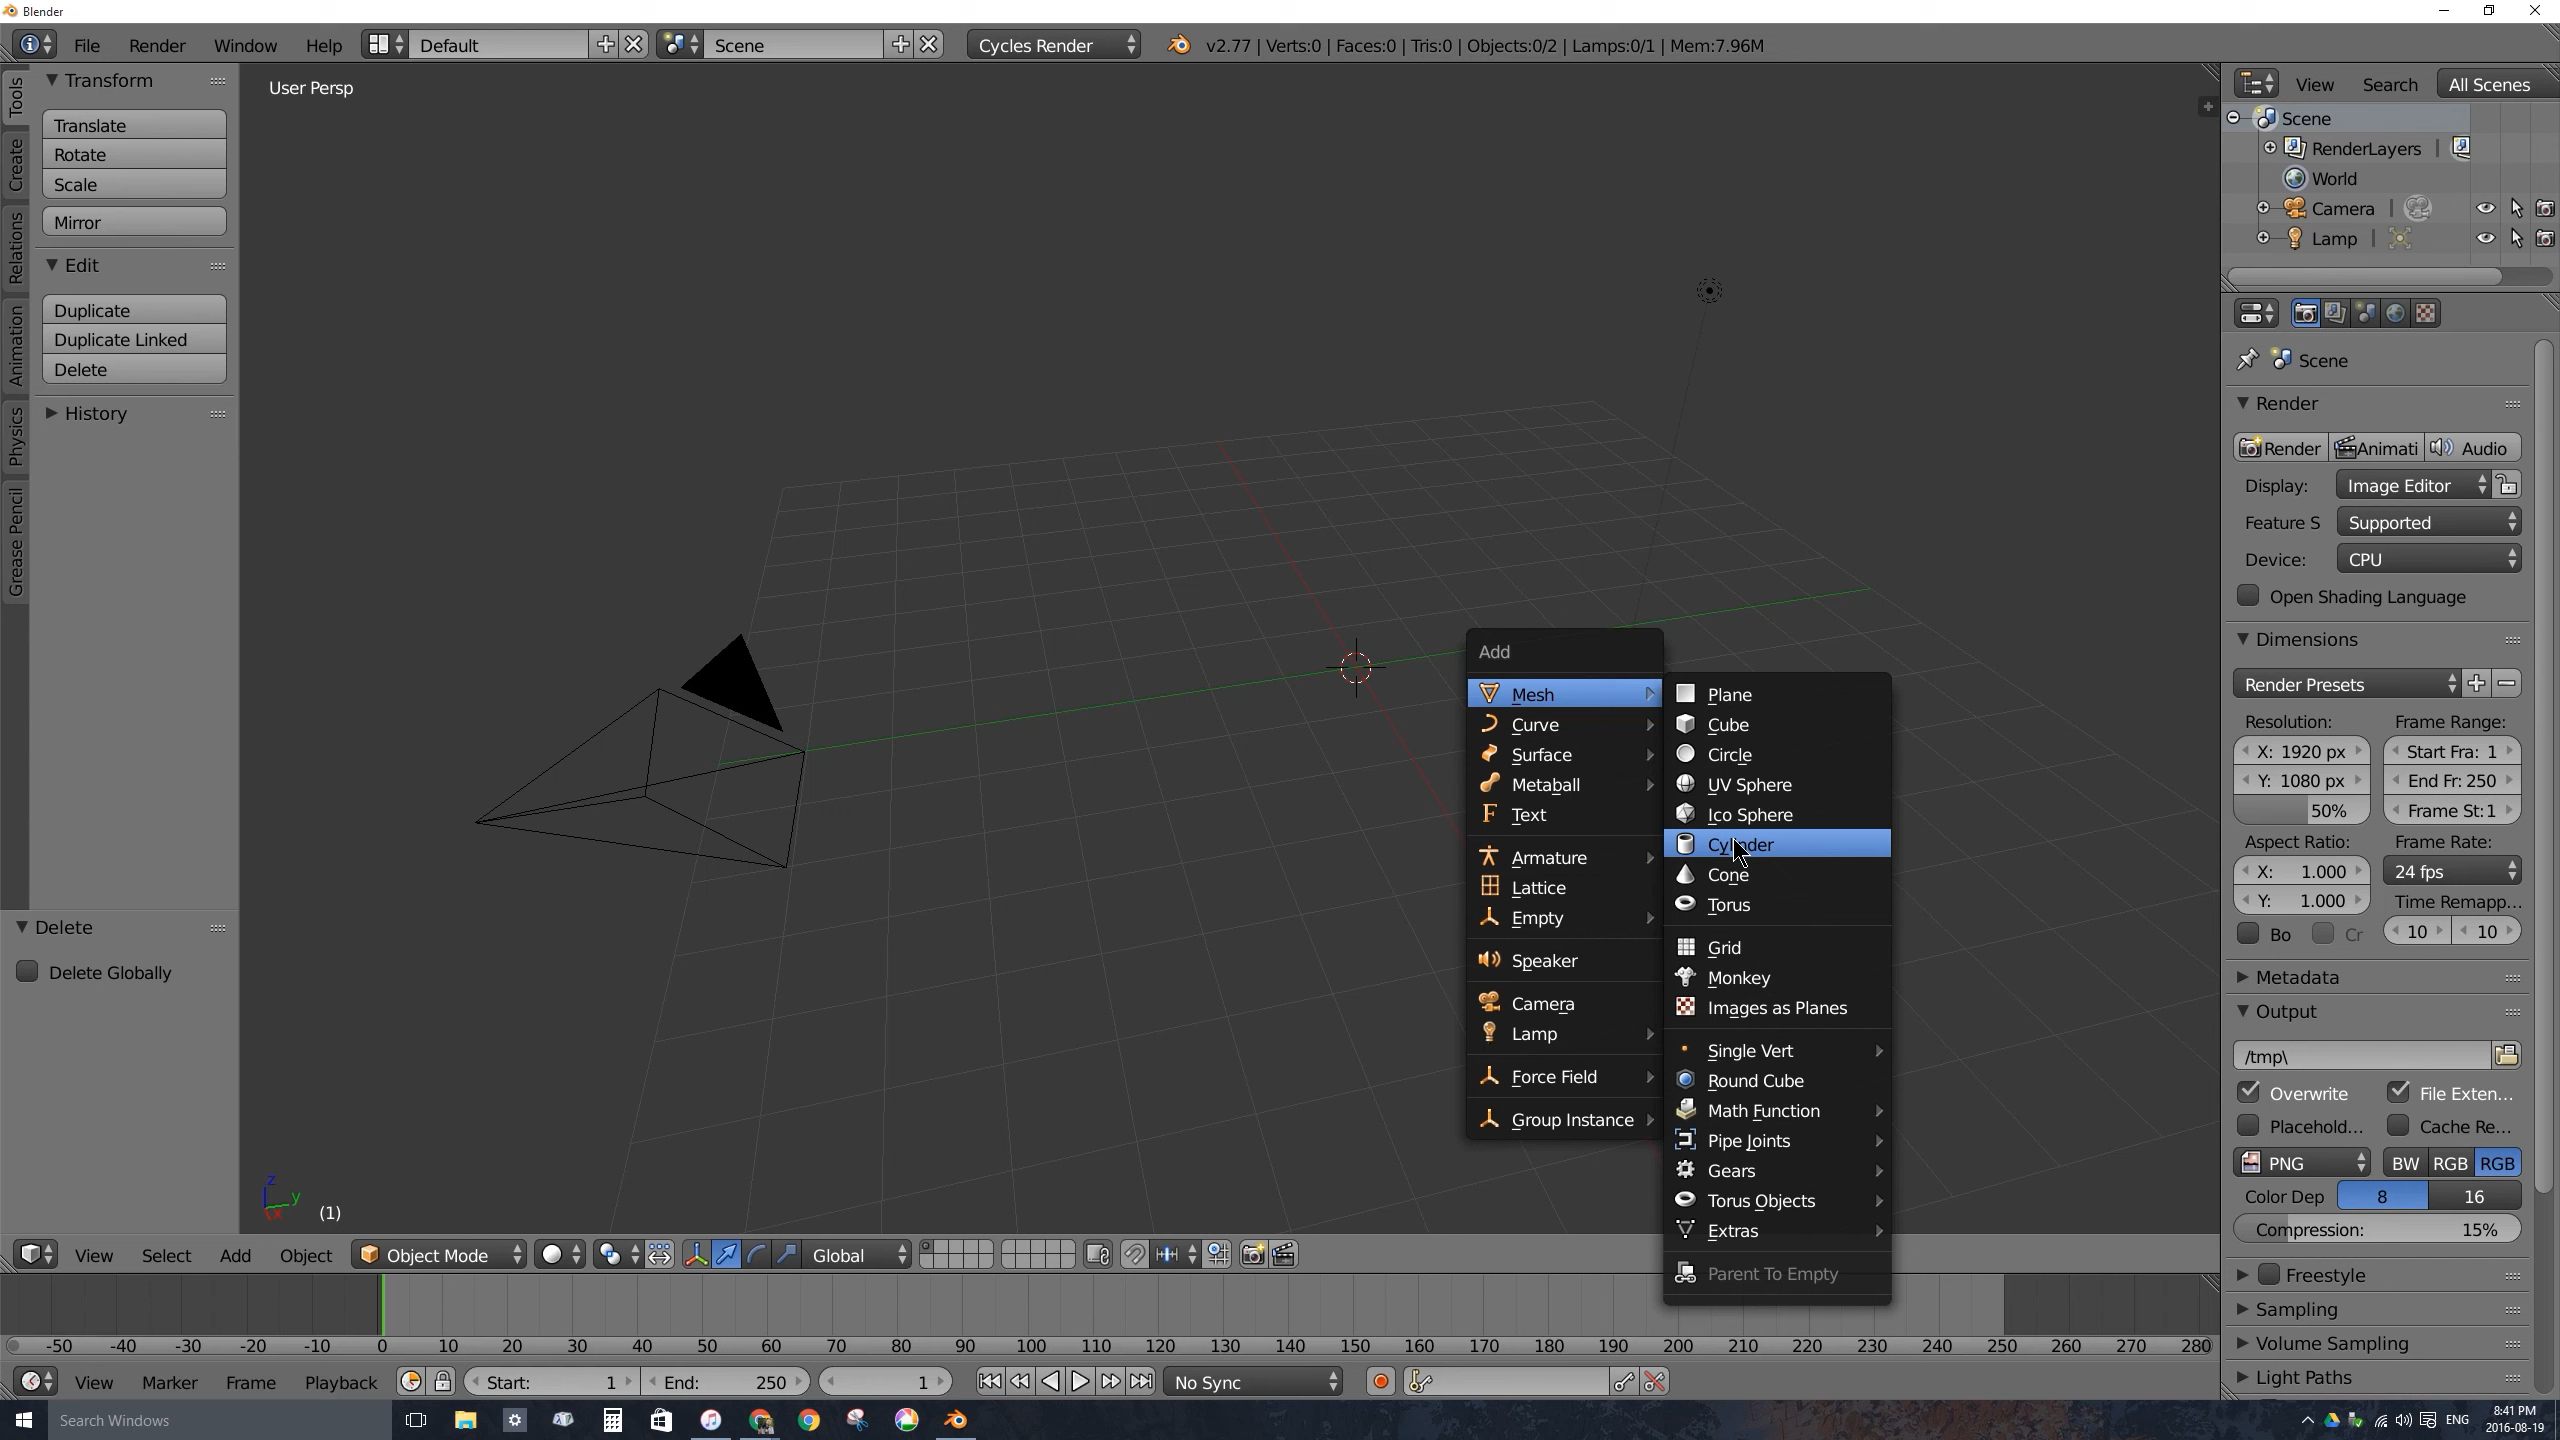 Blender
File Render Window Help Default Scene Cycles Render v2.77 | Verts:0 | Faces:0 | Tris:0 | Objects:0/2 | Lamps:0/1 | Mem:7.96M
Tools
Create
Relations
Animation
Physics
Grease Pencil
Transform
Translate
Rotate
Scale
Mirror
Edit
Duplicate
Duplicate Linked
Delete
History
Delete
Delete Globally
User Persp
Add
Mesh
Curve
Surface
Metaball
Text
Armature
Lattice
Empty
Speaker
Camera
Lamp
Force Field
Group Instance
Plane
Cube
Circle
UV Sphere
Ico Sphere
Cylinder
Cone
Torus
Grid
Monkey
Images as Planes
Single Vert
Round Cube
Math Function
Pipe Joints
Gears
Torus Objects
Extras
Parent To Empty
z
y
x
(1)
View Select Add Object Object Mode Global
-50 -40 -30 -20 -10 0 10 20 30 40 50 60 70 80 90 100 110 120 130 140 150 160 170 180 190 200 210 220 230 240 250 260 270 280
View Marker Frame Playback Start: 1 End: 250 1 No Sync
View Search All Scenes
Scene
RenderLayers |
World
Camera |
Lamp |
Scene
Render
Render Animati Audio
Display: Image Editor
Feature S Supported
Device: CPU
Open Shading Language
Dimensions
Render Presets
Resolution: Frame Range:
X: 1920 px Start Fra: 1
Y: 1080 px End Fr: 250
50% Frame St:1
Aspect Ratio: Frame Rate:
X: 1.000 24 fps
Y: 1.000 Time Remapp...
Bo Cr 10 10
Metadata
Output
/tmp\
Overwrite File Exten...
Placehold... Cache Re...
PNG BW RGB RGB
Color Dep 8 16
Compression: 15%
Freestyle
Sampling
Volume Sampling
Light Paths
Search Windows
ENG
8:41 PM
2016-08-19